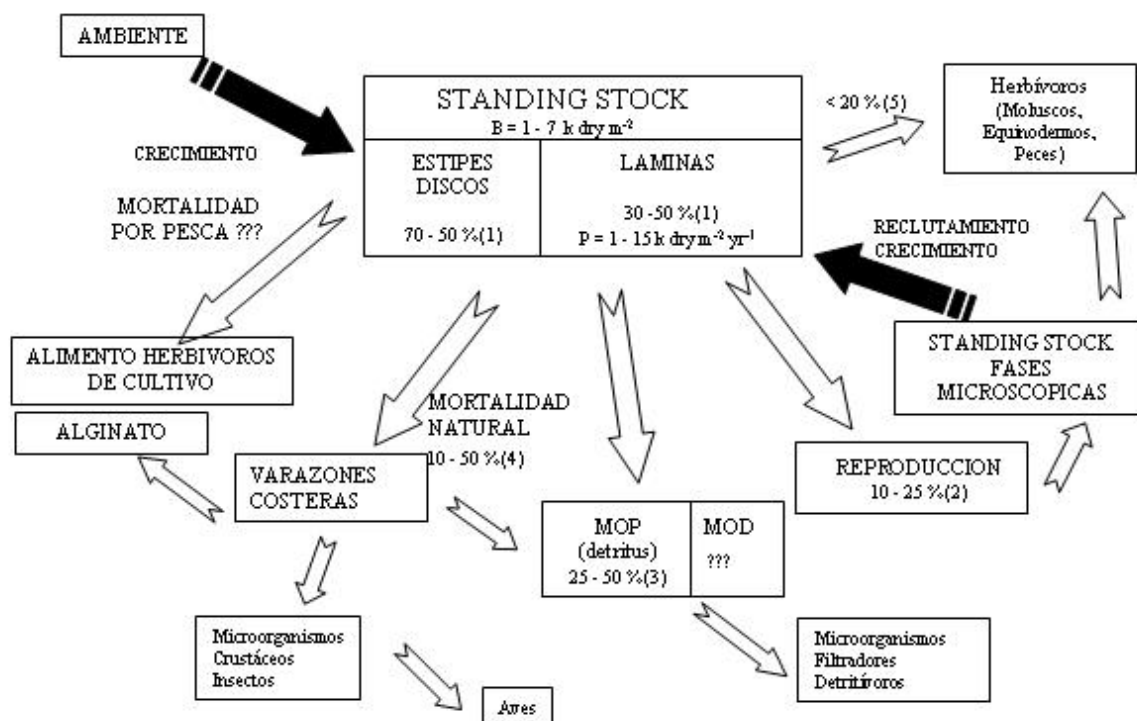 AMBIENTE
STANDING STOCK
B = 1 - 7 k dry m⁻²
ESTIPES
DISCOS
70 - 50 %(1)
LAMINAS
30 -50 %(1)
P = 1 - 15 k dry m⁻² yr⁻¹
< 20 %(5)
Herbívoros
(Moluscos,
Equinodermos,
Peces)
CRECIMIENTO
MORTALIDAD
POR PESCA ???
RECLUTAMIENTO
CRECIMIENTO
ALIMENTO HERBIVOROS
DE CULTIVO
ALGINATO
STANDING STOCK
FASES
MICROSCOPICAS
MORTALIDAD
NATURAL
10 - 50 %(4)
VARAZONES
COSTERAS
REPRODUCCION
10 - 25 %(2)
MOP
(detritus)
25 - 50 %(3)
MOD
???
Microorganismos
Crustáceos
Insectos
Aves
Microorganismos
Filtradores
Detritívoros